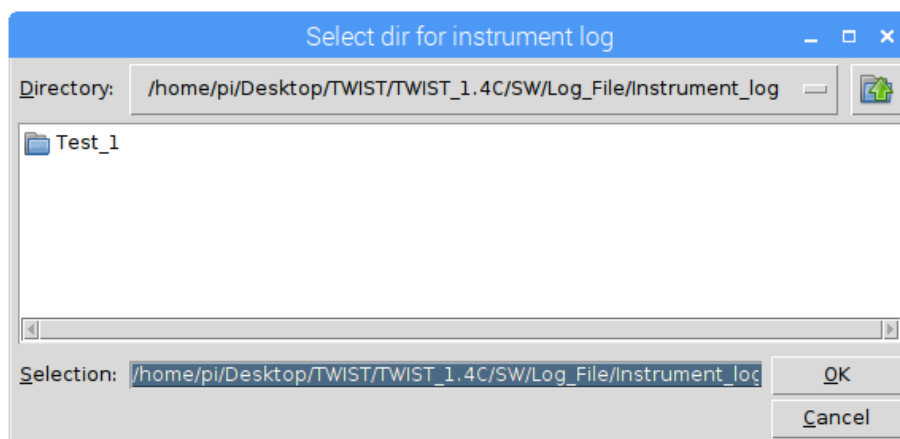 Select dir for instrument log
Directory: /home/pi/Desktop/TWIST/TWIST_1.4C/SW/Log_File/Instrument_log
Test_1
Selection: /home/pi/Desktop/TWIST/TWIST_1.4C/SW/Log_File/Instrument_log
OK
Cancel